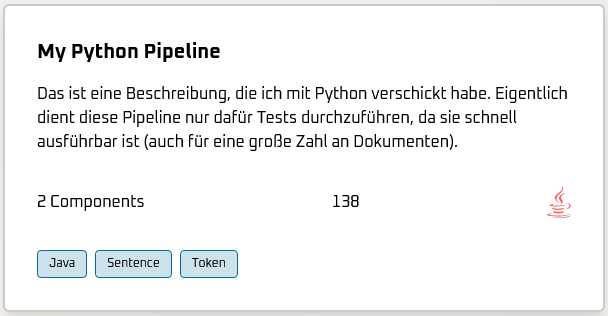 My Python Pipeline
Das ist eine Beschreibung, die ich mit Python verschickt habe. Eigentlich
dient diese Pipeline nur dafür Tests durchzuführen, da sie schnell
ausführbar ist (auch für eine große Zahl an Dokumenten).
2 Components 138
Java Sentence Token